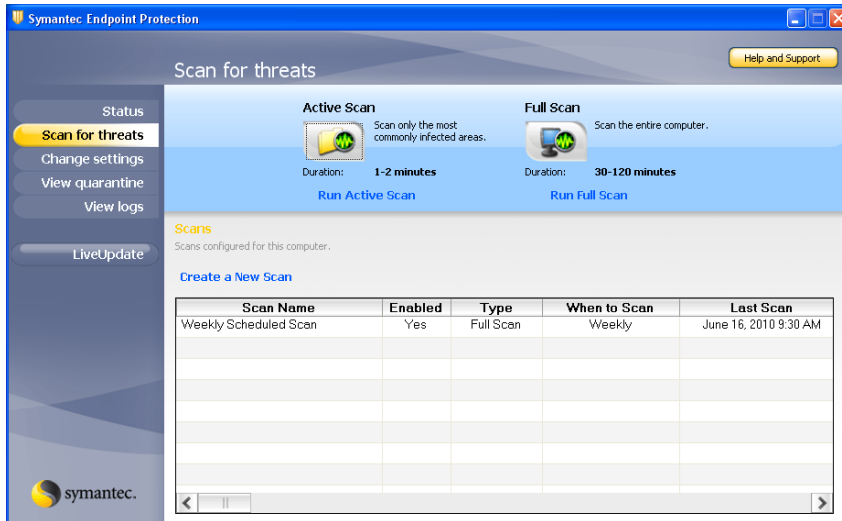 Symantec Endpoint Protection
Scan for threats
Help and Support
Status
Scan for threats
Change settings
View quarantine
View logs
LiveUpdate
Active Scan
Scan only the most
commonly infected areas.
Duration: 1-2 minutes
Run Active Scan
Full Scan
Scan the entire computer.
Duration: 30-120 minutes
Run Full Scan
Scans
Scans configured for this computer.
Create a New Scan
Scan Name Enabled Type When to Scan Last Scan
Weekly Scheduled Scan Yes Full Scan Weekly June 16, 2010 9:30 AM
symantec.